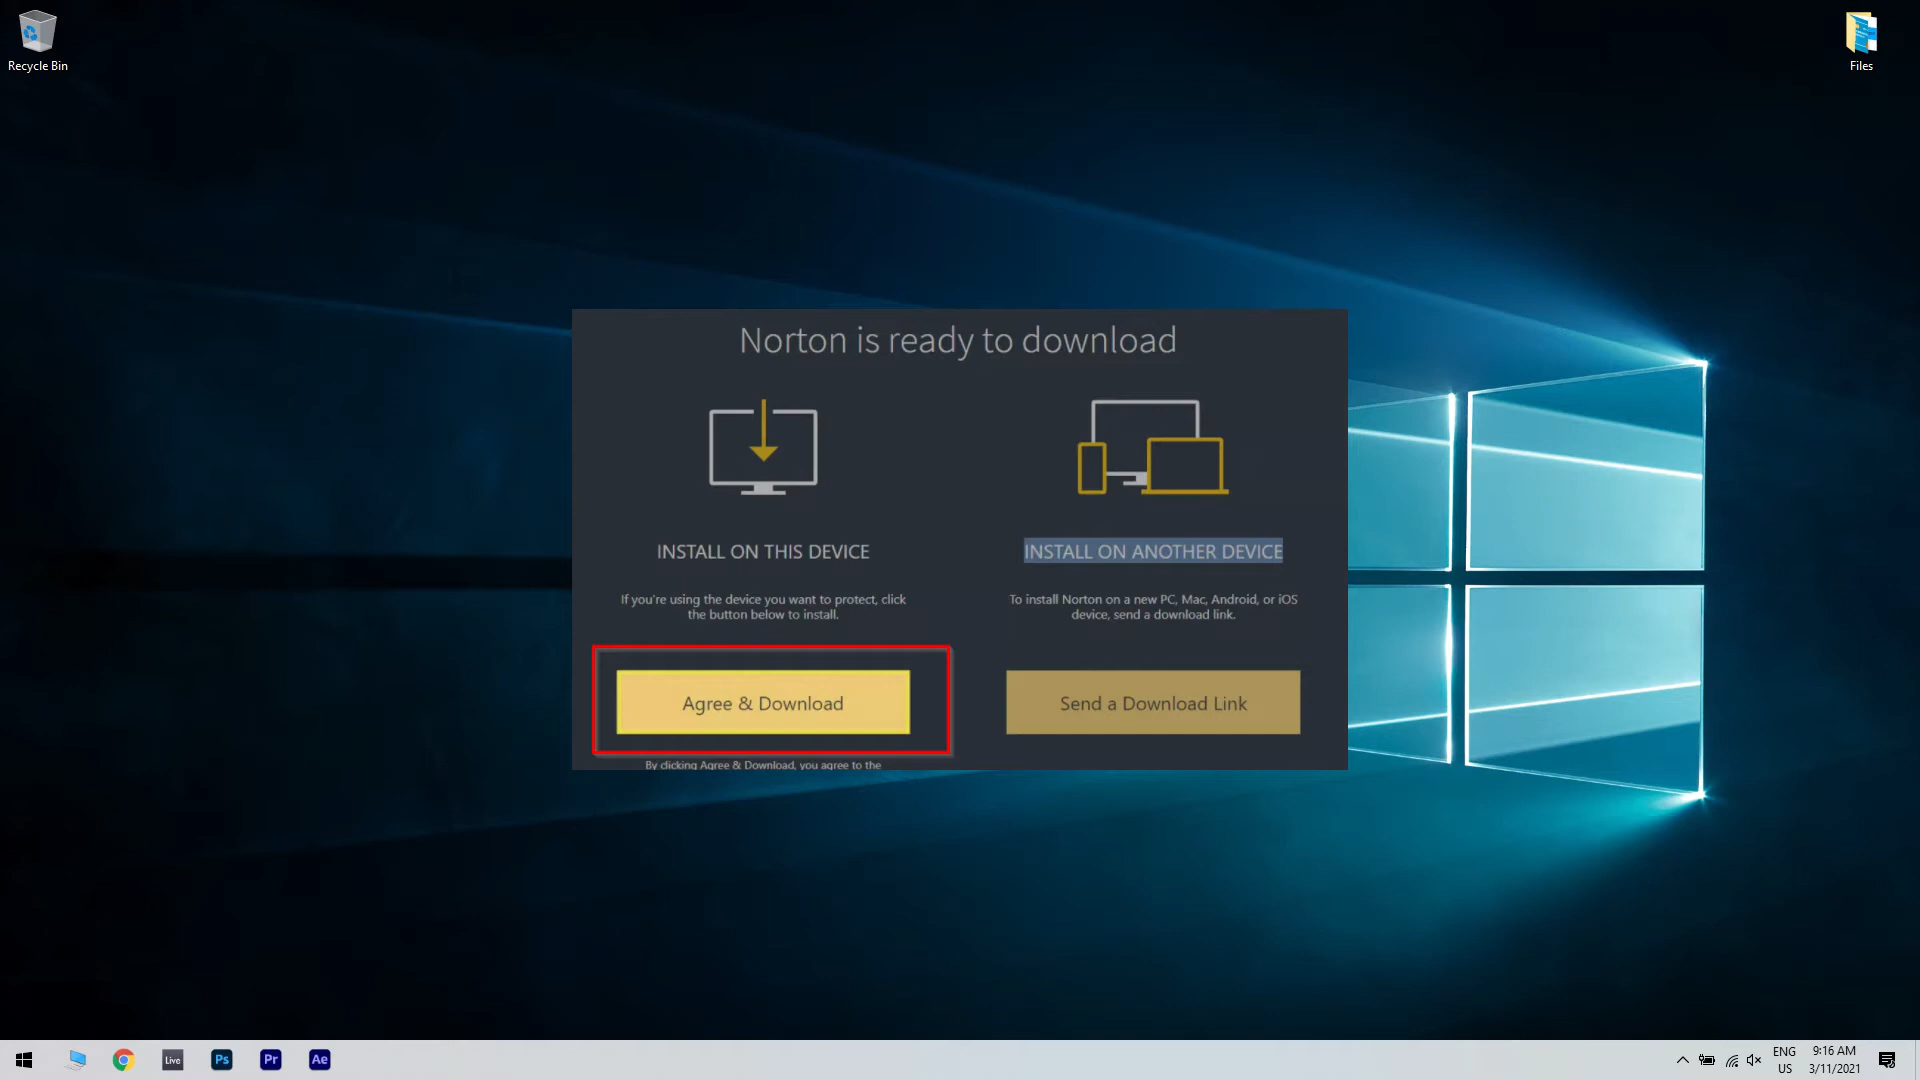 Recycle Bin
Files
Norton is ready to download
INSTALL ON THIS DEVICE
INSTALL ON ANOTHER DEVICE
If you're using the device you want to protect, click
the button below to install.
To install Norton on a new PC, Mac, Android, or iOS
device, send a download link.
Agree & Download
Send a Download Link
By clicking Agree & Download, you agree to the
Live
Ps
Pr
Ae
ENG
US
9:16 AM
3/11/2021